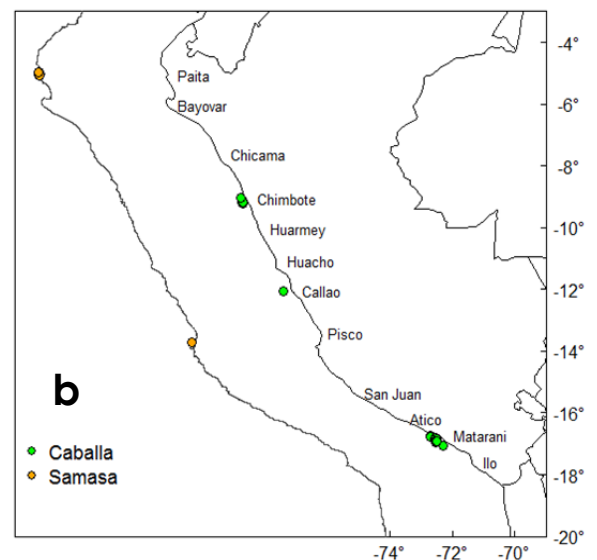 -4°
Paita
-6°
Bayovar
Chicama
-8°
Chimbote
Huarmey
-10°
Huacho
Callao
-12°
Pisco
-14°
b
San Juan
-16°
Atico
Matarani
Caballa
Ilo
Samasa
-18°
-20°
-74° -72° -70°